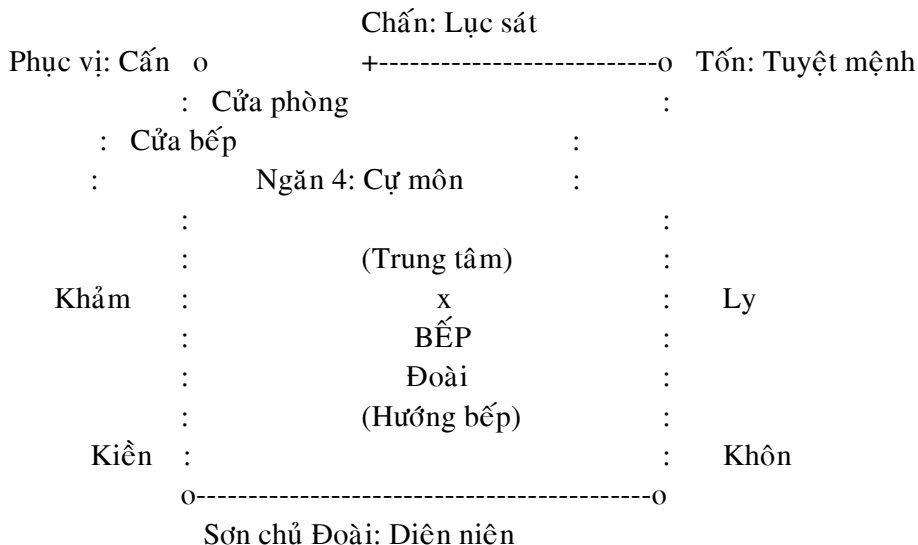 Chấn: Lục sát
Phục vị: Cấn o +---------------------------o Tốn: Tuyệt mệnh
: Cửa phòng :
: Cửa bếp :
: Ngăn 4: Cự môn :
: :
: (Trung tâm) :
Khảm : x : Ly
: BẾP :
: Đoài :
: (Hướng bếp) :
Kiền : : Khôn
o--------------------------------------------o
Sơn chủ Đoài: Diên niên